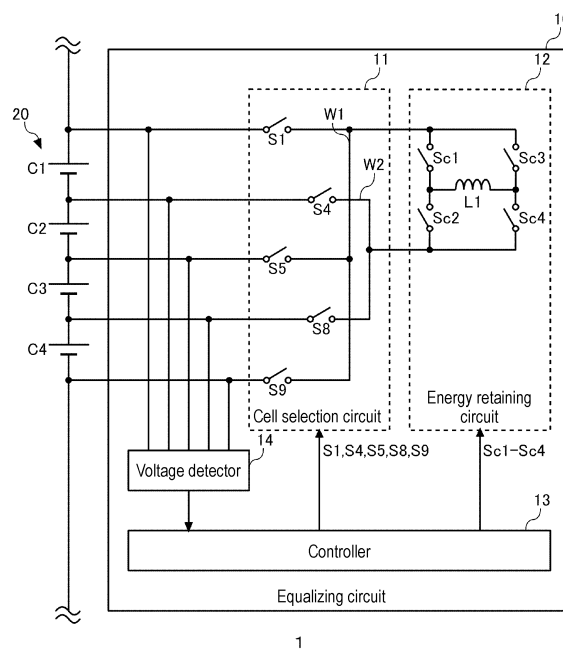 11
12
20
W1
S1
Sc1
Sc3
C1
W2
L1
S4
Sc2
Sc4
C2
S5
C3
S8
C4
S9
Cell selection circuit
Energy retaining
circuit
14
Voltage detector
S1,S4,S5,S8,S9
Sc1-Sc4
13
Controller
Equalizing circuit
1